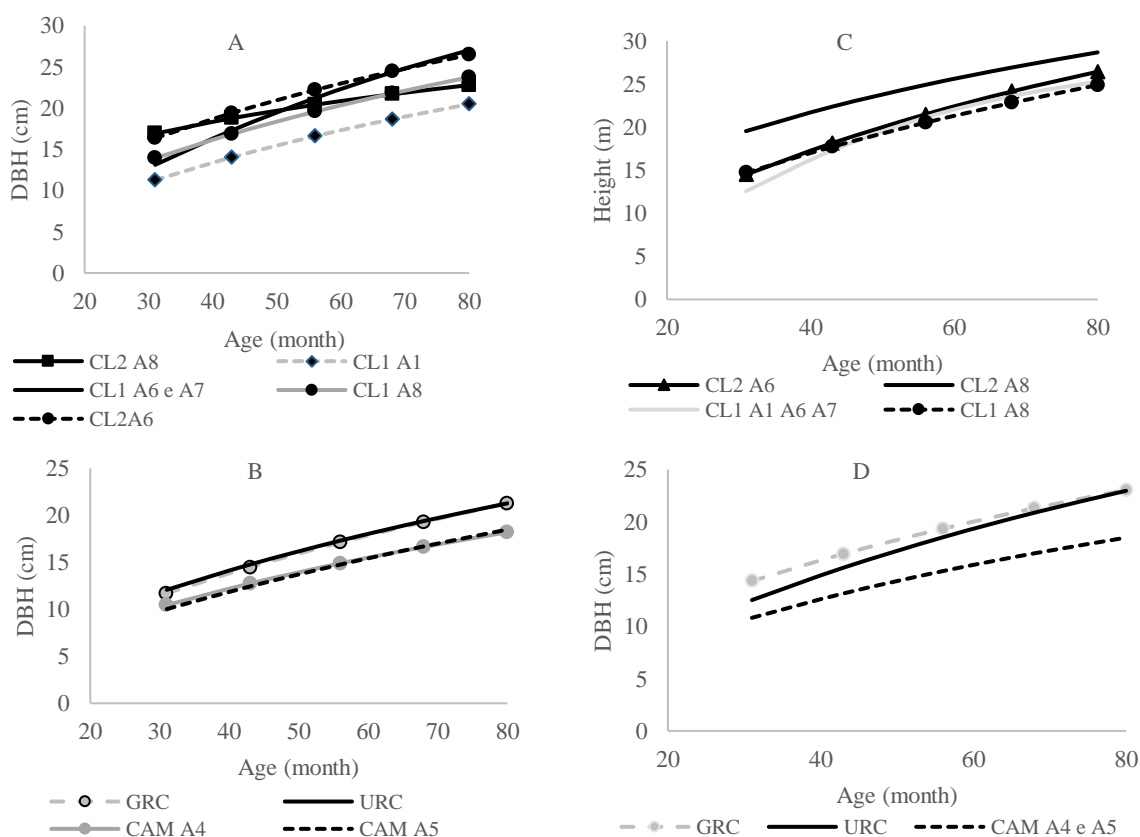 A
DBH (cm)
30
25
20
15
10
5
0
20 30 40 50 60 70 80
Age (month)
CL2 A8 CL1 A1
CL1 A6 e A7 CL1 A8
CL2A6
C
Height (m)
30
25
20
15
10
5
0
20 40 60 80
Age (month)
CL2 A6 CL2 A8
CL1 A1 A6 A7 CL1 A8
B
DBH (cm)
25
20
15
10
5
0
20 30 40 50 60 70 80
Age (month)
GRC URC
CAM A4 CAM A5
D
DBH (cm)
25
20
15
10
5
0
20 40 60 80
Age (month)
GRC URC CAM A4 e A5